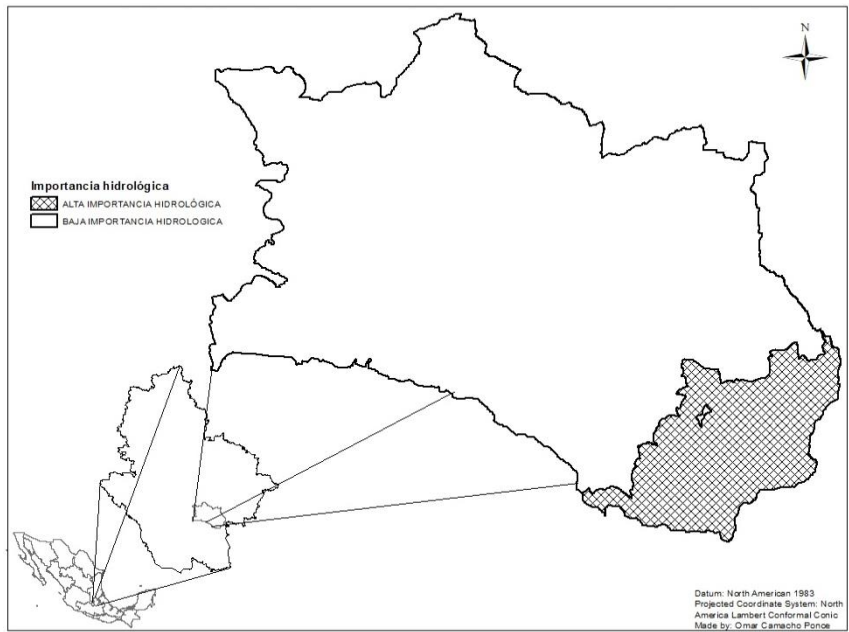 N
Importancia hidrológica
ALTA IMPORTANCIA HIDROLÓGICA
BAJA IMPORTANCIA HIDROLOGICA
Datum: North American 1983
Projected Coordinate System: North
America Lambert Conformal Conic
Made by: Omar Camacho Ponce